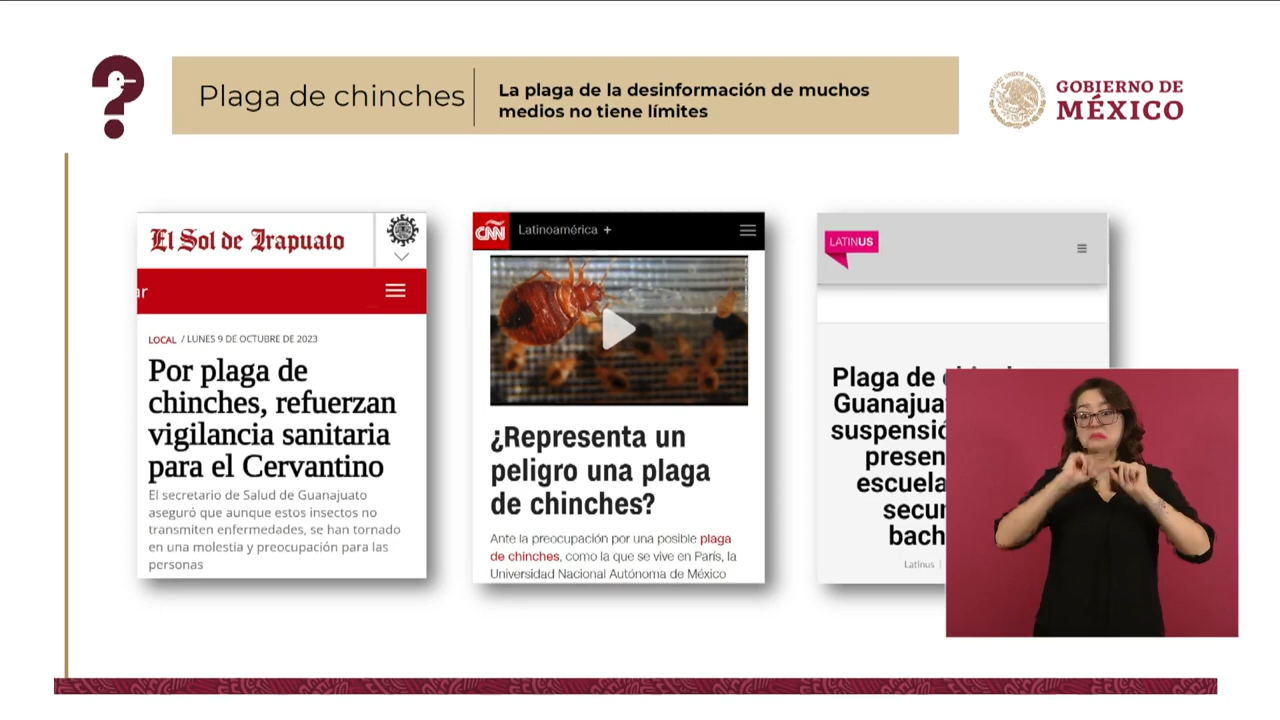 Plaga de chinches
La plaga de la desinformación de muchos
medios no tiene límites
GOBIERNO DE
MÉXICO
El Sol de Irapuato
ar
LOCAL / LUNES 9 DE OCTUBRE DE 2023
Por plaga de
chinches, refuerzan
vigilancia sanitaria
para el Cervantino
El secretario de Salud de Guanajuato
aseguró que aunque estos insectos no
transmiten enfermedades, se han tornado
en una molestia y preocupación para las
personas
CNN
Latinoamérica +
¿Representa un
peligro una plaga
de chinches?
Ante la preocupación por una posible plaga
de chinches, como la que se vive en París, la
Universidad Nacional Autónoma de México
LATINUS
Plaga de
Guanajua
suspensió
presen
escuela
secu
bach
Latinus |